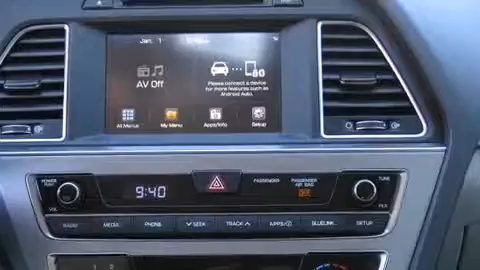 Jan. 1
AV Off
Please connect a device
for more features such as
Android Auto.
All Menus
My Menu
Apps/Info
Setup
POWER
PUSH
VOL
9:40
PASSENGER
PASSENGER
AIR BAG
OFF
TUNE
RADIO
MEDIA
PHONE
SEEK
TRACK
APPS/
BLUELINK
SETUP